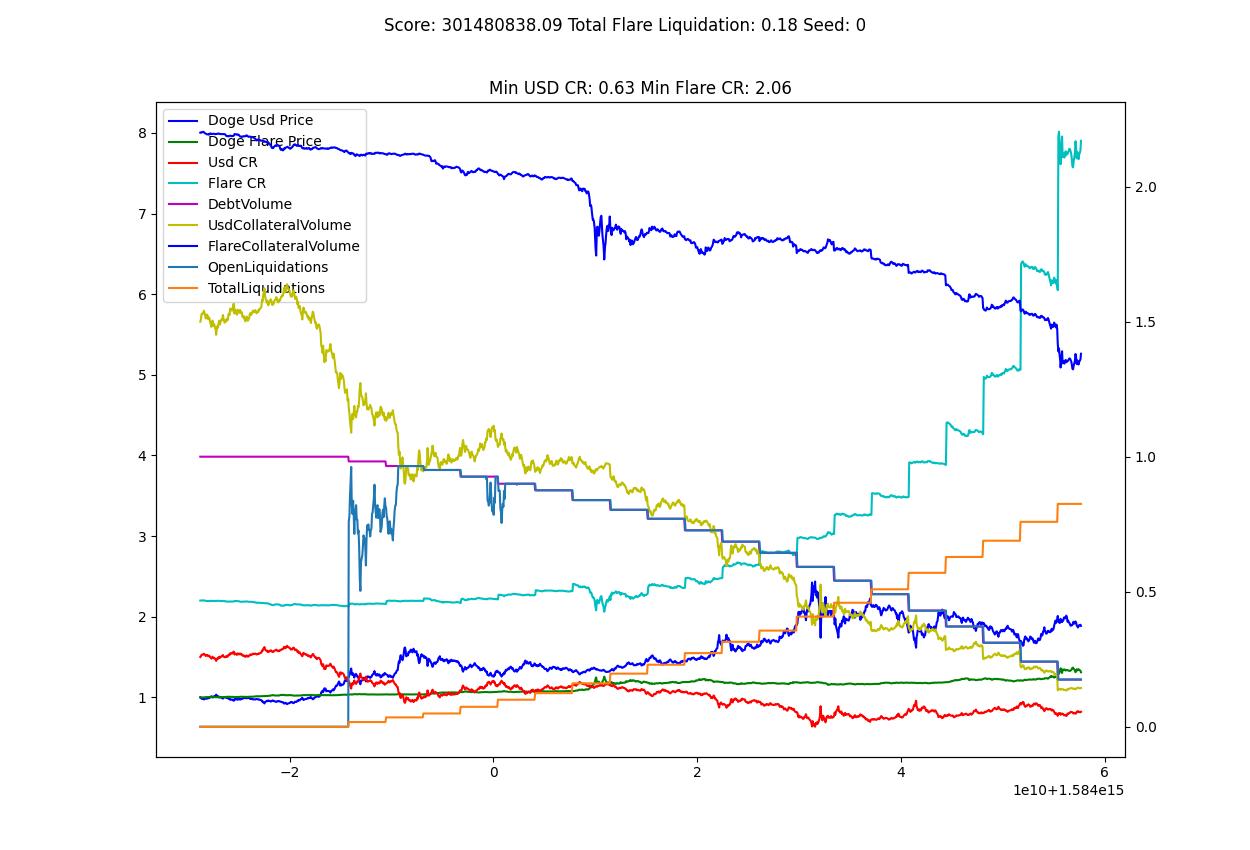 Score: 301480838.09 Total Flare Liquidation: 0.18 Seed: 0
Min USD CR: 0.63 Min Flare CR: 2.06
Doge Usd Price
Doge Flare Price
Usd CR
Flare CR
DebtVolume
UsdCollateralVolume
FlareCollateralVolume
OpenLiquidations
TotalLiquidations
8
7
6
5
4
3
2
1
2.0
1.5
1.0
0.5
0.0
−2
0
2
4
6
1e10+1.584e15